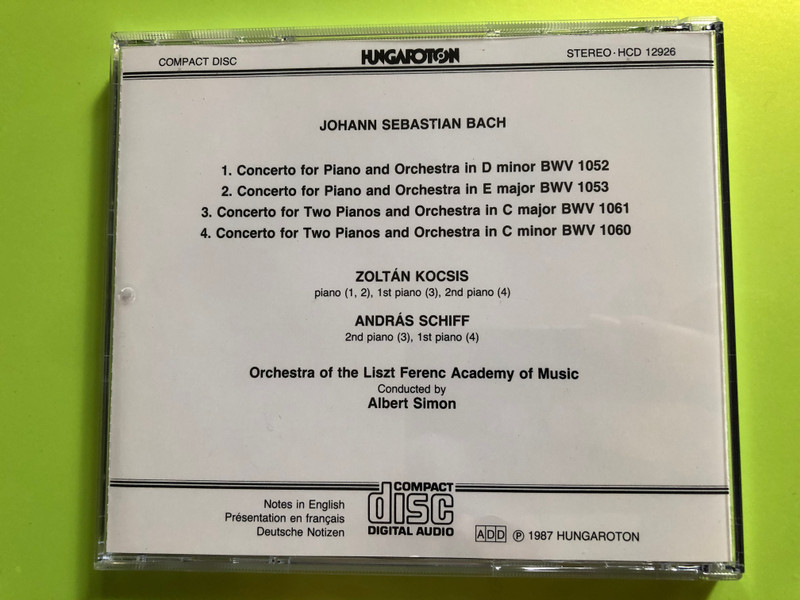 COMPACT DISC
HUNGAROTON
STEREO · HCD 12926
JOHANN SEBASTIAN BACH
1. Concerto for Piano and Orchestra in D minor BWV 1052
2. Concerto for Piano and Orchestra in E major BWV 1053
3. Concerto for Two Pianos and Orchestra in C major BWV 1061
4. Concerto for Two Pianos and Orchestra in C minor BWV 1060
ZOLTÁN KOCSIS
piano (1, 2), 1st piano (3), 2nd piano (4)
ANDRÁS SCHIFF
2nd piano (3), 1st piano (4)
Orchestra of the Liszt Ferenc Academy of Music
Conducted by
Albert Simon
Notes in English
Présentation en français
Deutsche Notizen
COMPACT
disc
DIGITAL AUDIO
ADD ℗ 1987 HUNGAROTON